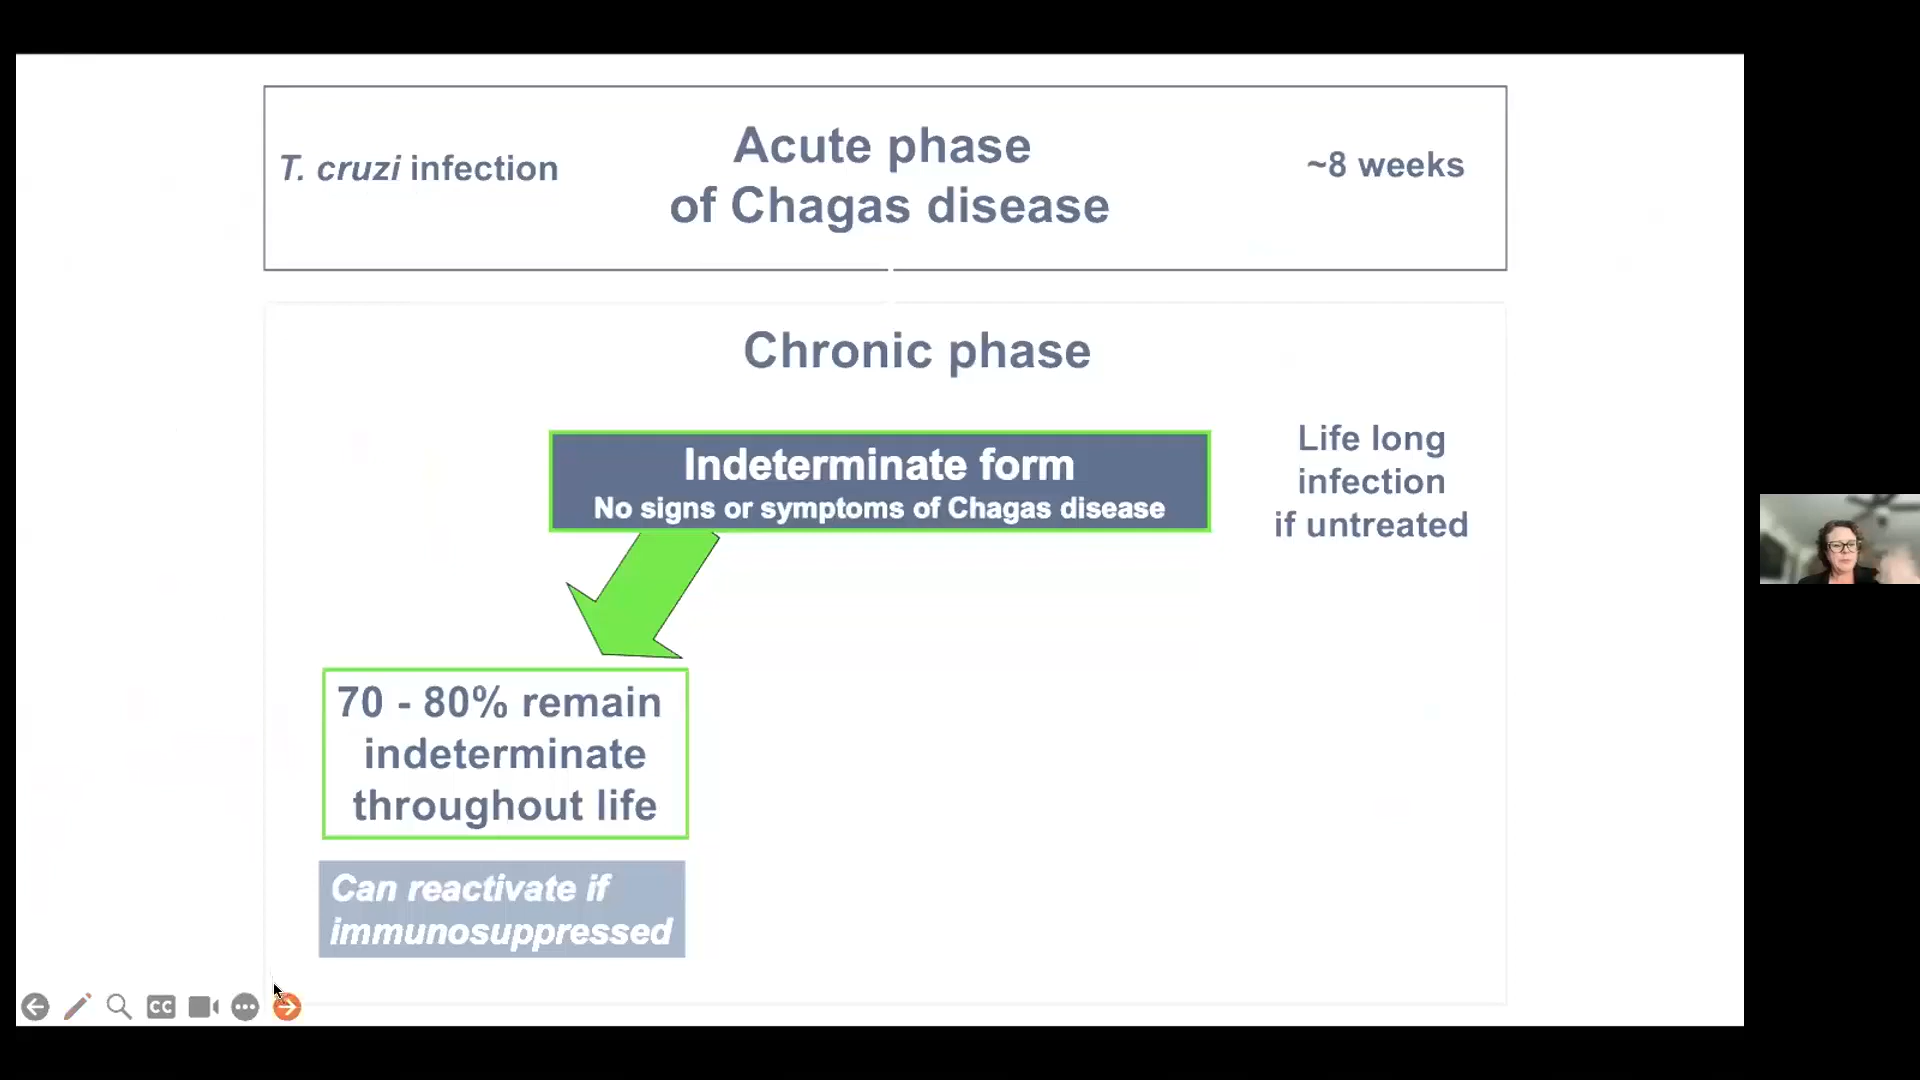 T. cruzi infection
Acute phase
of Chagas disease
~8 weeks
Chronic phase
Indeterminate form
No signs or symptoms of Chagas disease
Life long
infection
if untreated
70 - 80% remain
indeterminate
throughout life
Can reactivate if
immunosuppressed
CC